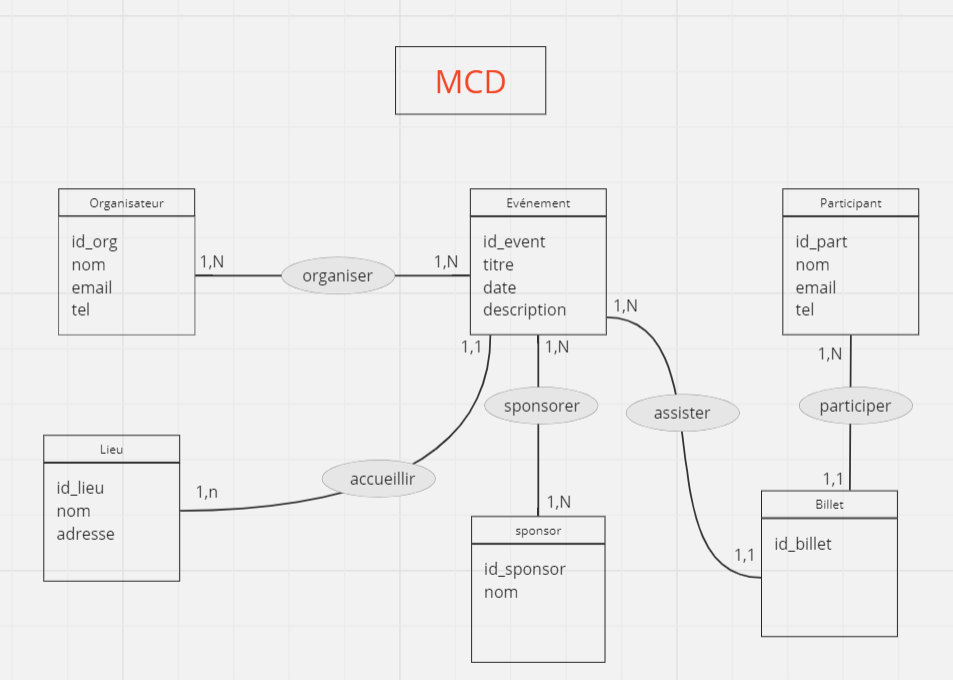 MCD
Organisateur
id_org
nom
email
tel
1,N
organiser
1,N
Evénement
id_event
titre
date
description
Participant
id_part
nom
email
tel
1,N
1,1
1,N
1,N
sponsorer
assister
participer
Lieu
id_lieu
nom
adresse
1,n
accueillir
1,N
sponsor
id_sponsor
nom
1,1
1,1
Billet
id_billet